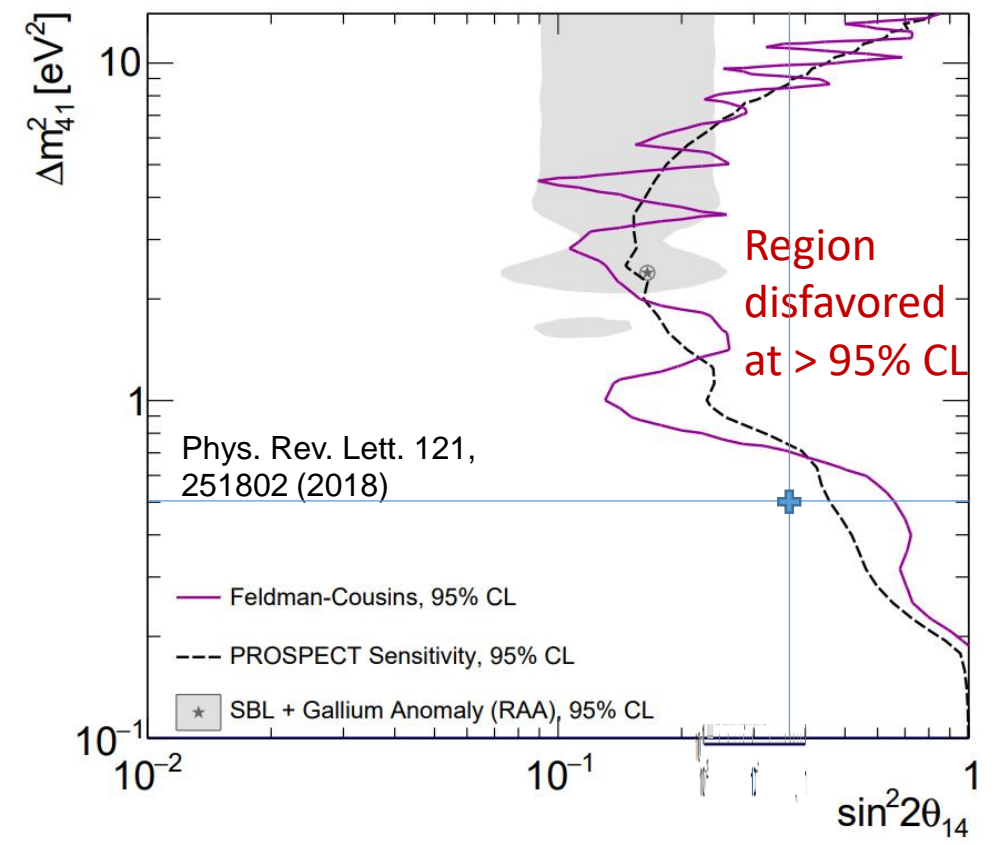 Δm²₄₁ [eV²]
10
1
10⁻¹
Region
disfavored
at > 95% CL
Phys. Rev. Lett. 121,
251802 (2018)
Feldman-Cousins, 95% CL
PROSPECT Sensitivity, 95% CL
SBL + Gallium Anomaly (RAA), 95% CL
10⁻²
10⁻¹
1
sin²2θ₁₄